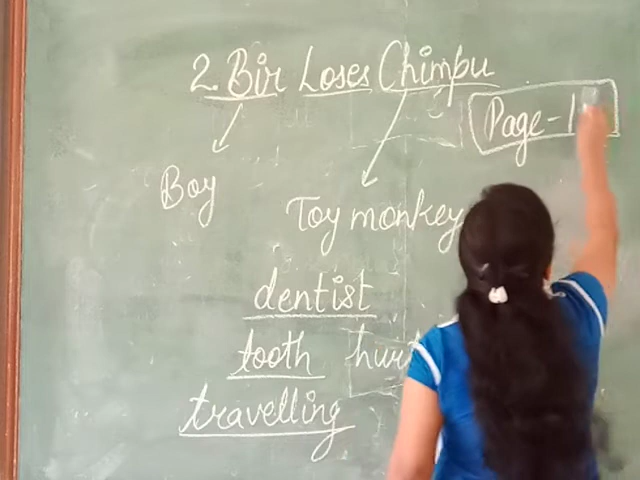 2. Bir Loses Chimpu
Page-1
Boy
Toy monkey
dentist
tooth hurt
travelling